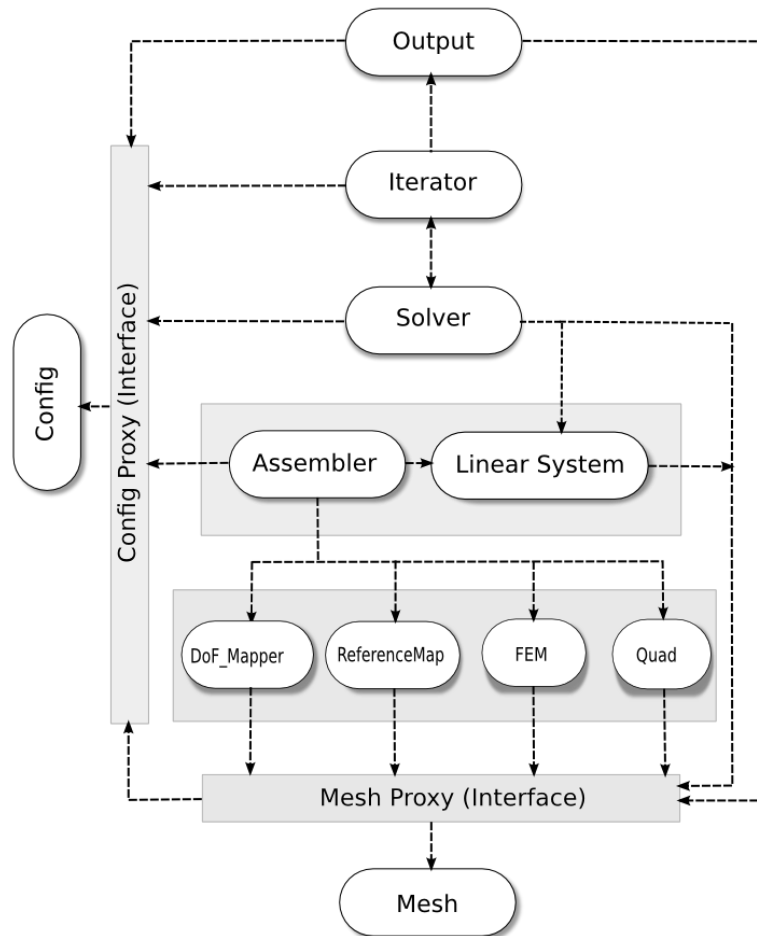 Output
Iterator
Solver
Config
Config Proxy (Interface)
Assembler
Linear System
DoF_Mapper
ReferenceMap
FEM
Quad
Mesh Proxy (Interface)
Mesh